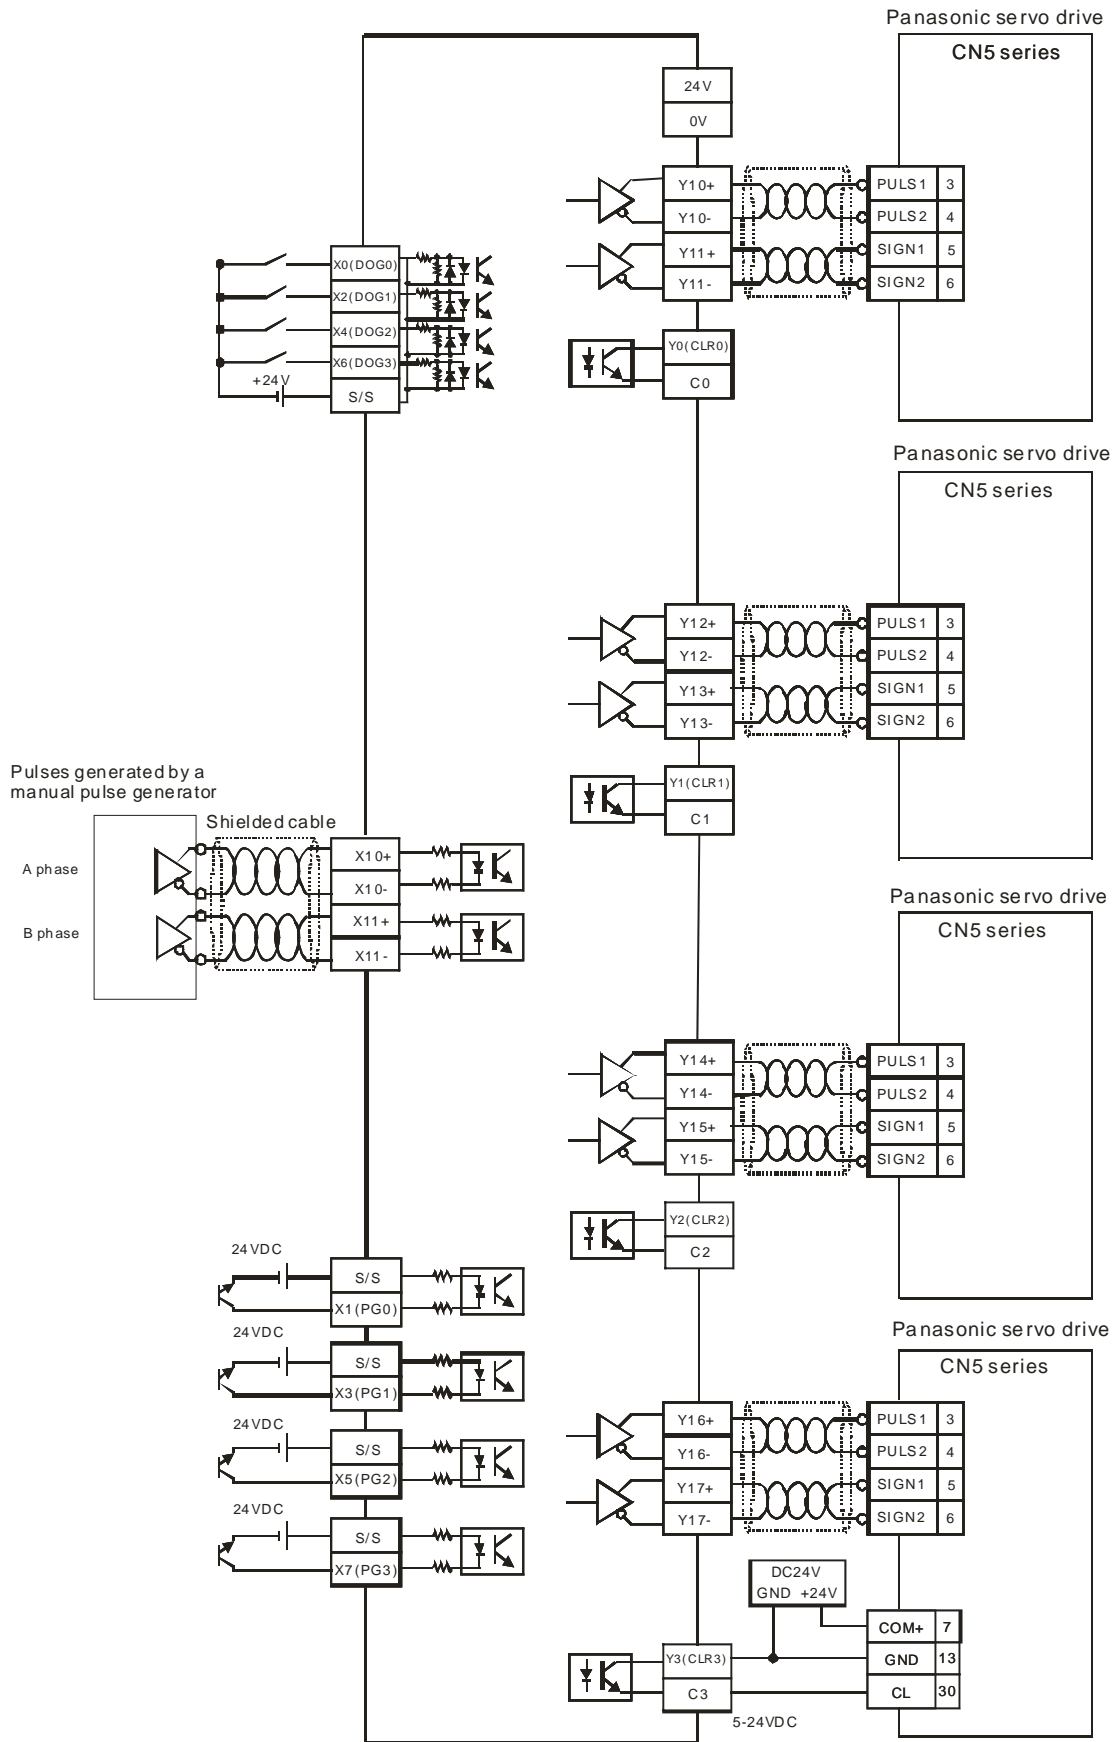 Panasonic servo drive
CN5 series
24V
0V
Y10+
Y10-
Y11+
Y11-
PULS1 3
PULS2 4
SIGN1 5
SIGN2 6
X0(DOG0)
X2(DOG1)
X4(DOG2)
X6(DOG3)
+24V
S/S
Y0(CLR0)
C0
Panasonic servo drive
CN5 series
Y12+
Y12-
Y13+
Y13-
PULS1 3
PULS2 4
SIGN1 5
SIGN2 6
Y1(CLR1)
C1
Pulses generated by a
manual pulse generator
Shielded cable
A phase
B phase
X10+
X10-
X11+
X11-
Panasonic servo drive
CN5 series
Y14+
Y14-
Y15+
Y15-
PULS1 3
PULS2 4
SIGN1 5
SIGN2 6
Y2(CLR2)
C2
24VDC
S/S
X1(PG0)
24VDC
S/S
X3(PG1)
24VDC
S/S
X5(PG2)
24VDC
S/S
X7(PG3)
Panasonic servo drive
CN5 series
Y16+
Y16-
Y17+
Y17-
PULS1 3
PULS2 4
SIGN1 5
SIGN2 6
DC24V
GND +24V
COM+ 7
GND 13
CL 30
Y3(CLR3)
C3
5-24VDC